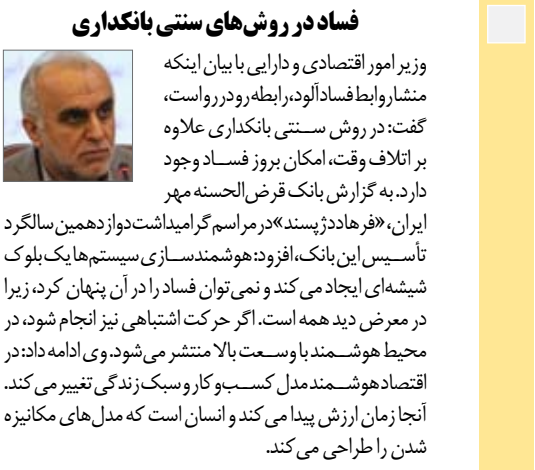 فساد در روش‌های سنتی بانکداری
وزیر امور اقتصادی و دارایی با بیان اینکه
منشا روابط فسادآلود، رابطه رودررو است،
گفت: در روش سنتی بانکداری علاوه
بر اتلاف وقت، امکان بروز فساد وجود
دارد. به گزارش بانک قرض‌الحسنه مهر
ایران، «فرهاد دژپسند» در مراسم گرامیداشت دوازدهمین سالگرد
تأسیس این بانک، افزود: هوشمندسازی سیستم‌ها یک بلوک
شیشه‌ای ایجاد می‌کند و نمی‌توان فساد را در آن پنهان کرد، زیرا
در معرض دید همه است. اگر حرکت اشتباهی نیز انجام شود، در
محیط هوشمند با وسعت بالا منتشر می‌شود. وی ادامه داد: در
اقتصاد هوشمند مدل کسب‌وکار و سبک زندگی تغییر می‌کند.
آنجا زمان ارزش پیدا می‌کند و انسان است که مدل‌های مکانیزه
شدن را طراحی می‌کند.